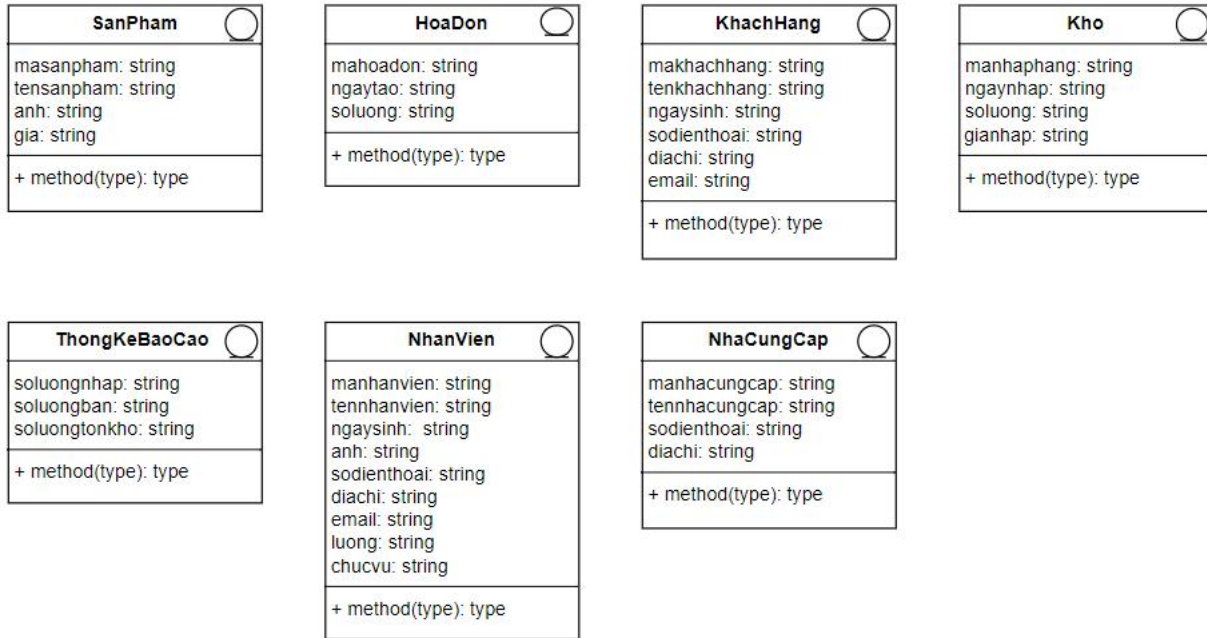 SanPham
masanpham: string
tensanpham: string
anh: string
gia: string
+ method(type): type
HoaDon
mahoadon: string
ngaytao: string
soluong: string
+ method(type): type
KhachHang
makhachhang: string
tenkhachhang: string
ngaysinh: string
sodienthoai: string
diachi: string
email: string
+ method(type): type
Kho
manhaphang: string
ngaynhap: string
soluong: string
gianhap: string
+ method(type): type
ThongKeBaoCao
soluongnhap: string
soluongban: string
soluongtonkho: string
+ method(type): type
NhanVien
manhanvien: string
tennhanvien: string
ngaysinh: string
anh: string
sodienthoai: string
diachi: string
email: string
luong: string
chucvu: string
+ method(type): type
NhaCungCap
manhacungcap: string
tennhacungcap: string
sodienthoai: string
diachi: string
+ method(type): type